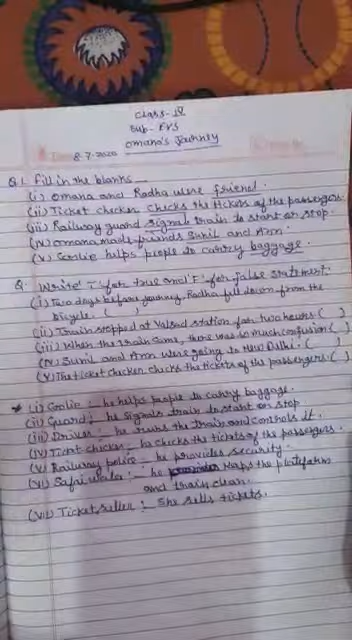 Class- IV
Sub- EVS
Omana's Journey
Date 8-7-2020
Q1. Fill in the blanks -
(i) Omana and Radha were friend.
(ii) Ticket checker checks the tickets of the passengers.
(iii) Railway guard signals train to start or stop.
(iv) Omana made friends Sunil and Ann.
(v) Coolie helps people to carry baggage.
Q. Write 'T' for true and 'F' for false statement.
(i) Two days before journey, Radha fell down from the
bicycle. ( )
(ii) Train stopped at Valsad station for two hours. ( )
(iii) When the train came, there was so much confusion ( )
(iv) Sunil and Ann were going to New Delhi. ( )
(v) The ticket checker checks the tickets of the passengers. ( )
(i) Coolie :- he helps people to carry baggage.
(ii) Guard :- he signals train to start or stop
(iii) Driver :- he runs the train and controls it.
(iv) Ticket checker :- he checks the tickets of the passengers.
(v) Railway police :- he provides security.
(vi) Safai wala :- he keeps the platform
and train clean.
(vii) Ticket seller :- She sells tickets.